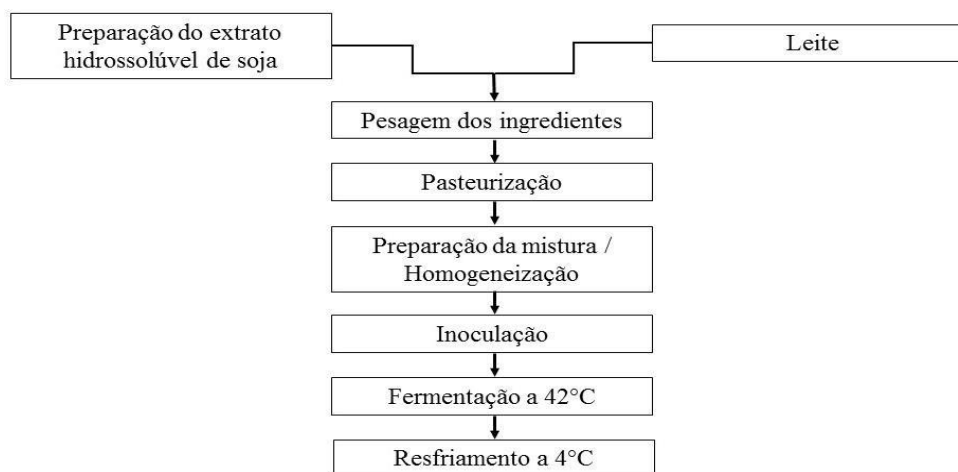 Preparação do extrato
hidrossolúvel de soja
Leite
Pesagem dos ingredientes
Pasteurização
Preparação da mistura /
Homogeneização
Inoculação
Fermentação a 42°C
Resfriamento a 4°C